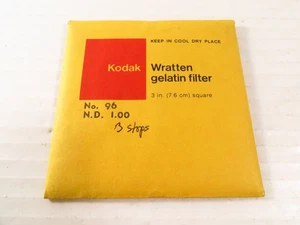 KEEP IN COOL DRY PLACE
Kodak Wratten
gelatin filter
3 in. (7.6 cm) square
No. 96
N.D. 1.00
3 stops